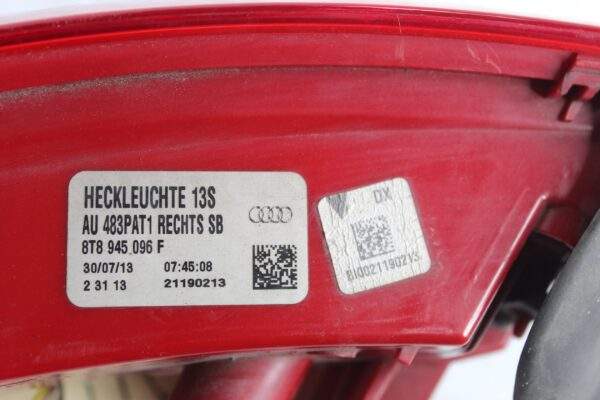 HECKLEUCHTE 13S
AU 483PAT1 RECHTS SB
8T8 945 096 F
30/07/13 07:45:08
2 31 13 21190213
DX
BI0021190213